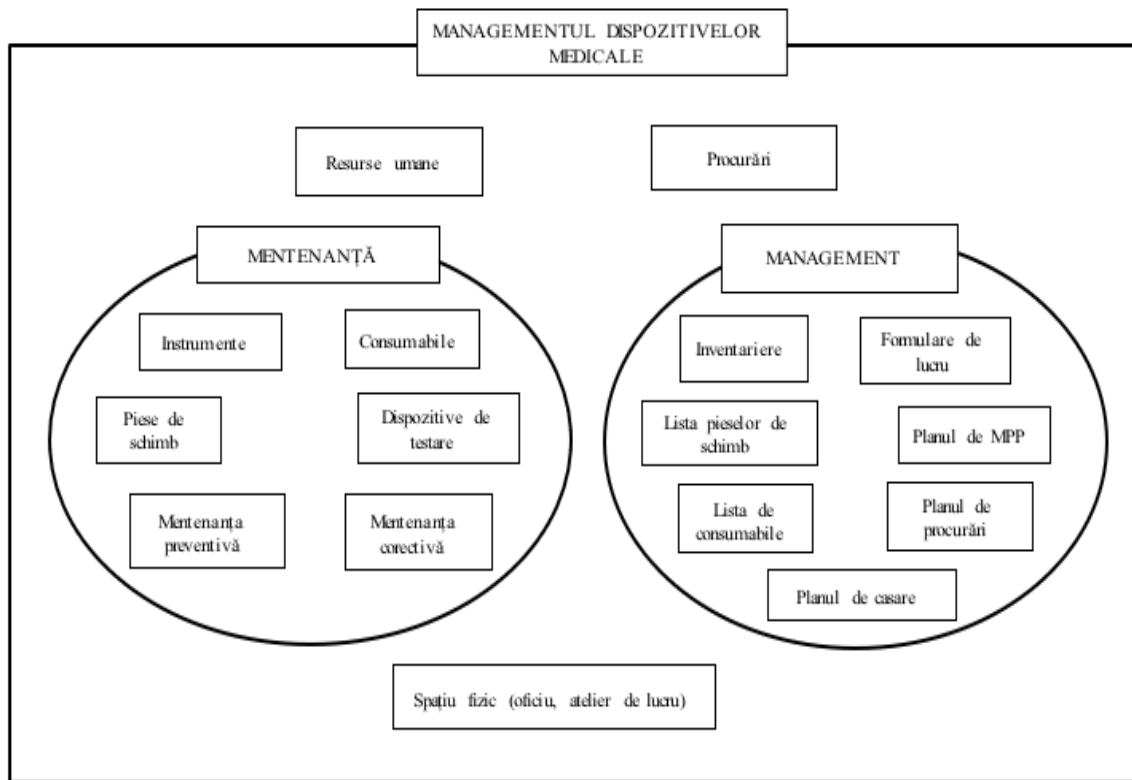 MANAGEMENTUL DISPOZITIVELOR
MEDICALE
Resurse umane
Procurări
MENTENANȚĂ
Instrumente
Consumabile
Piese de
schimb
Dispozitive de
testare
Mentenanța
preventivă
Mentenanța
corectivă
MANAGEMENT
Inventariere
Formulare de
lucru
Lista pieselor de
schimb
Planul de MPP
Lista de
consumabile
Planul de
procurări
Planul de casare
Spațiu fizic (oficiu, atelier de lucru)